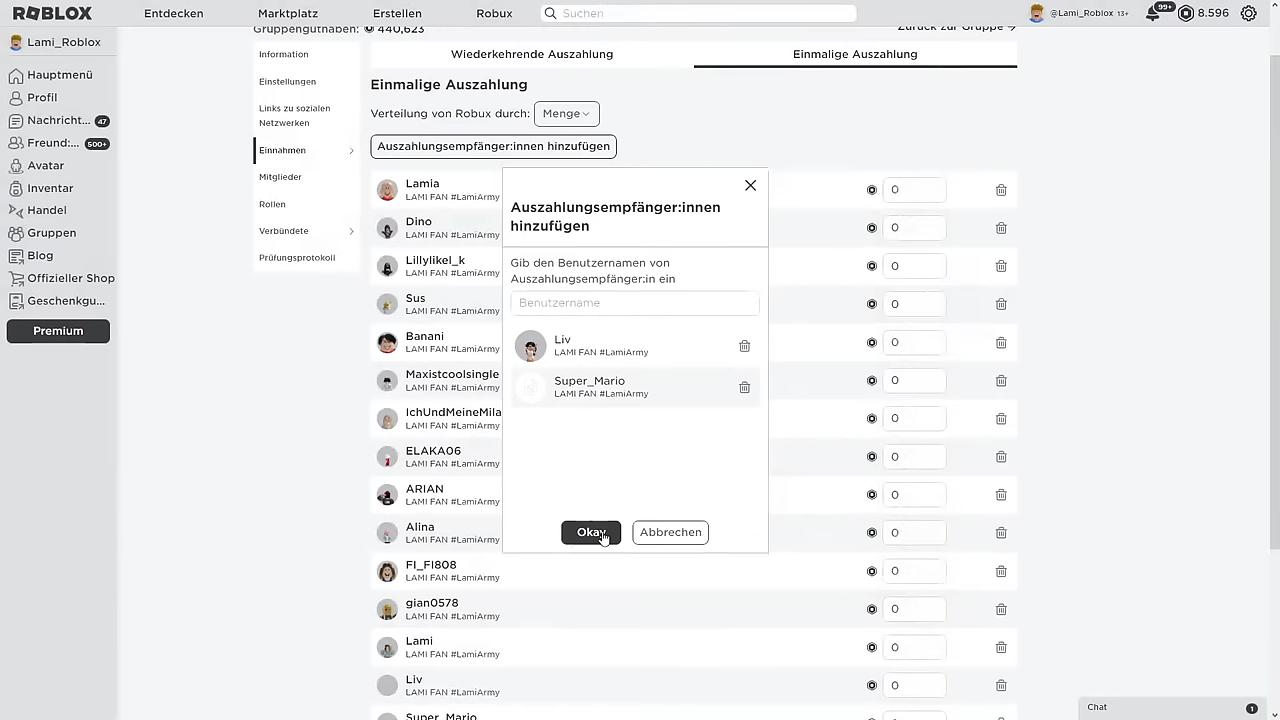 ROBLOX
Entdecken
Marktplatz
Erstellen
Robux
Suchen
@Lami_Roblox 13+
99+
8.596
Lami_Roblox
Hauptmenü
Profil
Nachricht... 47
Freund:... 500+
Avatar
Inventar
Handel
Gruppen
Blog
Offizieller Shop
Geschenkgu...
Premium
Gruppenguthaben: 440,623
Zurück zur Gruppe
Information
Einstellungen
Links zu sozialen
Netzwerken
Einnahmen
Mitglieder
Rollen
Verbündete
Prüfungsprotokoll
Wiederkehrende Auszahlung
Einmalige Auszahlung
Einmalige Auszahlung
Verteilung von Robux durch: Menge
Auszahlungsempfänger:innen hinzufügen
Lamia
LAMI FAN #LamiArmy
0
Dino
LAMI FAN #LamiArmy
0
Lillylikel_k
LAMI FAN #LamiArmy
0
Sus
LAMI FAN #LamiArmy
0
Banani
LAMI FAN #LamiArmy
0
Maxistcoolsingle
LAMI FAN #LamiArmy
0
IchUndMeineMila
LAMI FAN #LamiArmy
0
ELAKA06
LAMI FAN #LamiArmy
0
ARIAN
LAMI FAN #LamiArmy
0
Alina
LAMI FAN #LamiArmy
0
FI_FI808
LAMI FAN #LamiArmy
0
gian0578
LAMI FAN #LamiArmy
0
Lami
LAMI FAN #LamiArmy
0
Liv
LAMI FAN #LamiArmy
0
Super_Mario
Auszahlungsempfänger:innen
hinzufügen
Gib den Benutzernamen von
Auszahlungsempfänger:in ein
Benutzername
Liv
LAMI FAN #LamiArmy
Super_Mario
LAMI FAN #LamiArmy
Okay
Abbrechen
Chat
1